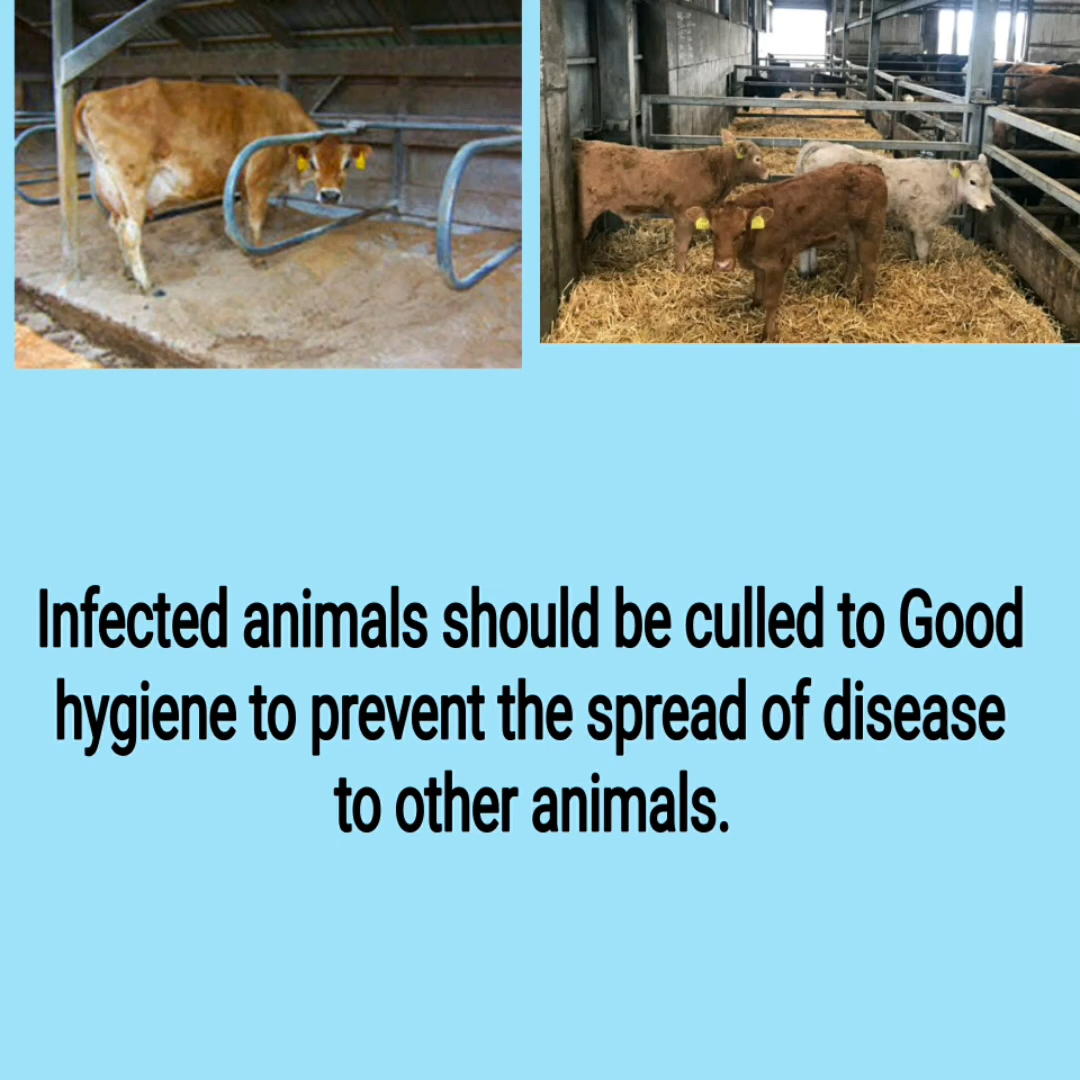 Infected animals should be culled to Good
hygiene to prevent the spread of disease
to other animals.